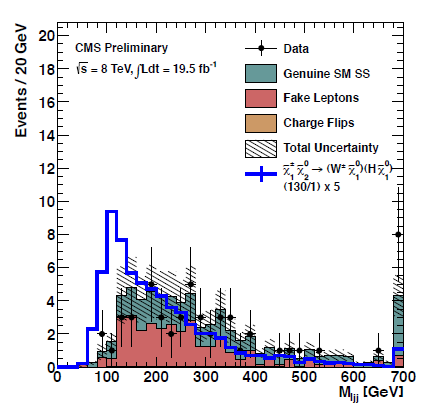 Events / 20 GeV
20
18
16
14
12
10
8
6
4
2
0
CMS Preliminary
√s = 8 TeV, ∫Ldt = 19.5 fb⁻¹
Data
Genuine SM SS
Fake Leptons
Charge Flips
Total Uncertainty
χ̃₁± χ̃₂⁰ → (W± χ̃₁⁰)(H χ̃₁⁰)
(130/1) x 5
0 100 200 300 400 500 600 700
M_ljj [GeV]